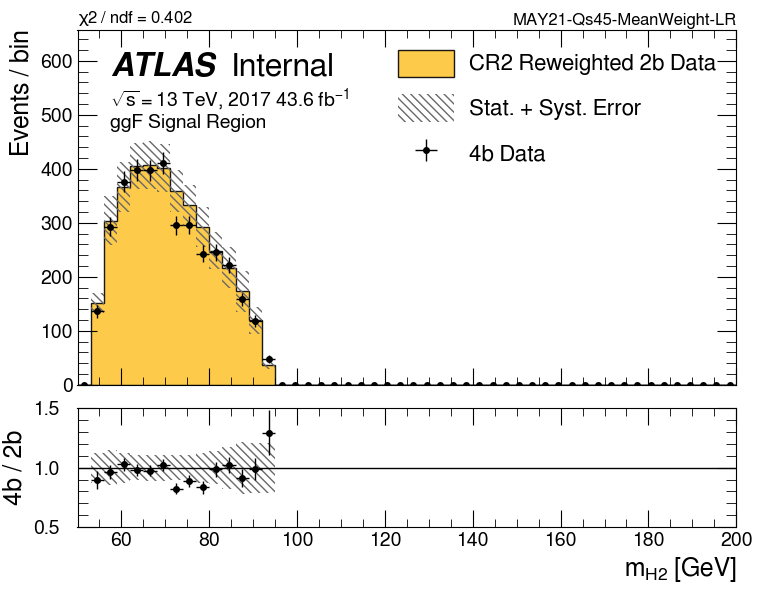 χ2 / ndf = 0.402
MAY21-Qs45-MeanWeight-LR
ATLAS Internal
√s = 13 TeV, 2017 43.6 fb⁻¹
ggF Signal Region
CR2 Reweighted 2b Data
Stat. + Syst. Error
4b Data
Events / bin
600
500
400
300
200
100
0
4b / 2b
1.5
1.0
0.5
60 80 100 120 140 160 180 200
mH2 [GeV]